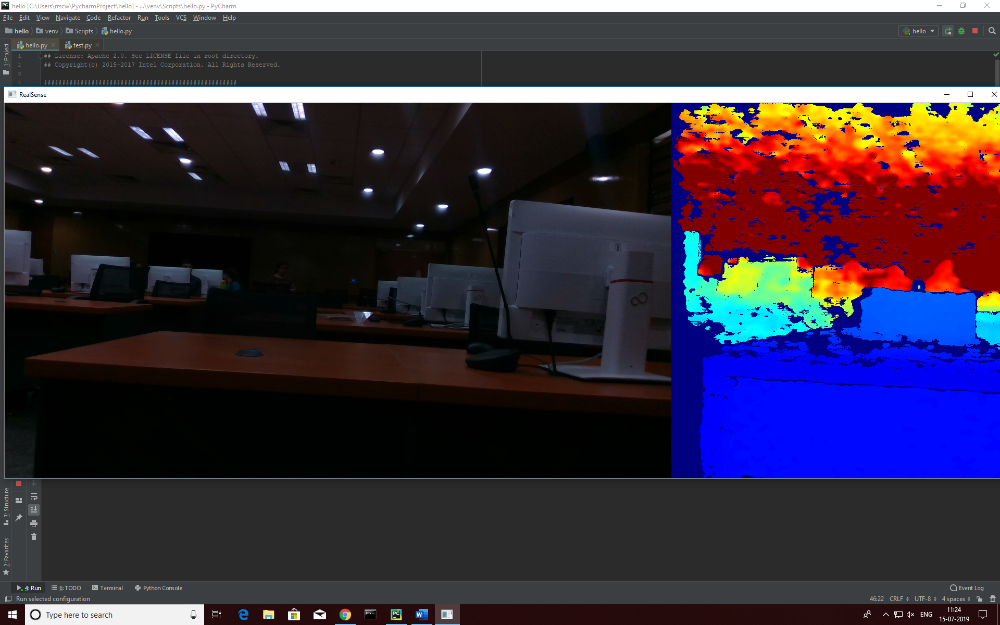 hello [C:\Users\rrscw\PycharmProject\hello] - ...\venv\Scripts\hello.py - PyCharm
File Edit View Navigate Code Refactor Run Tools VCS Window Help
hello venv Scripts hello.py hello
hello.py test.py
1: Project
1 ## License: Apache 2.0. See LICENSE file in root directory.
2 ## Copyright(c) 2015-2017 Intel Corporation. All Rights Reserved.
3
4 #####################################################
RealSense
7: Structure
2: Favorites
4: Run 6: TODO Terminal Python Console Event Log
Run selected configuration 46:22 CRLF UTF-8 4 spaces
Type here to search ENG 11:24
15-07-2019